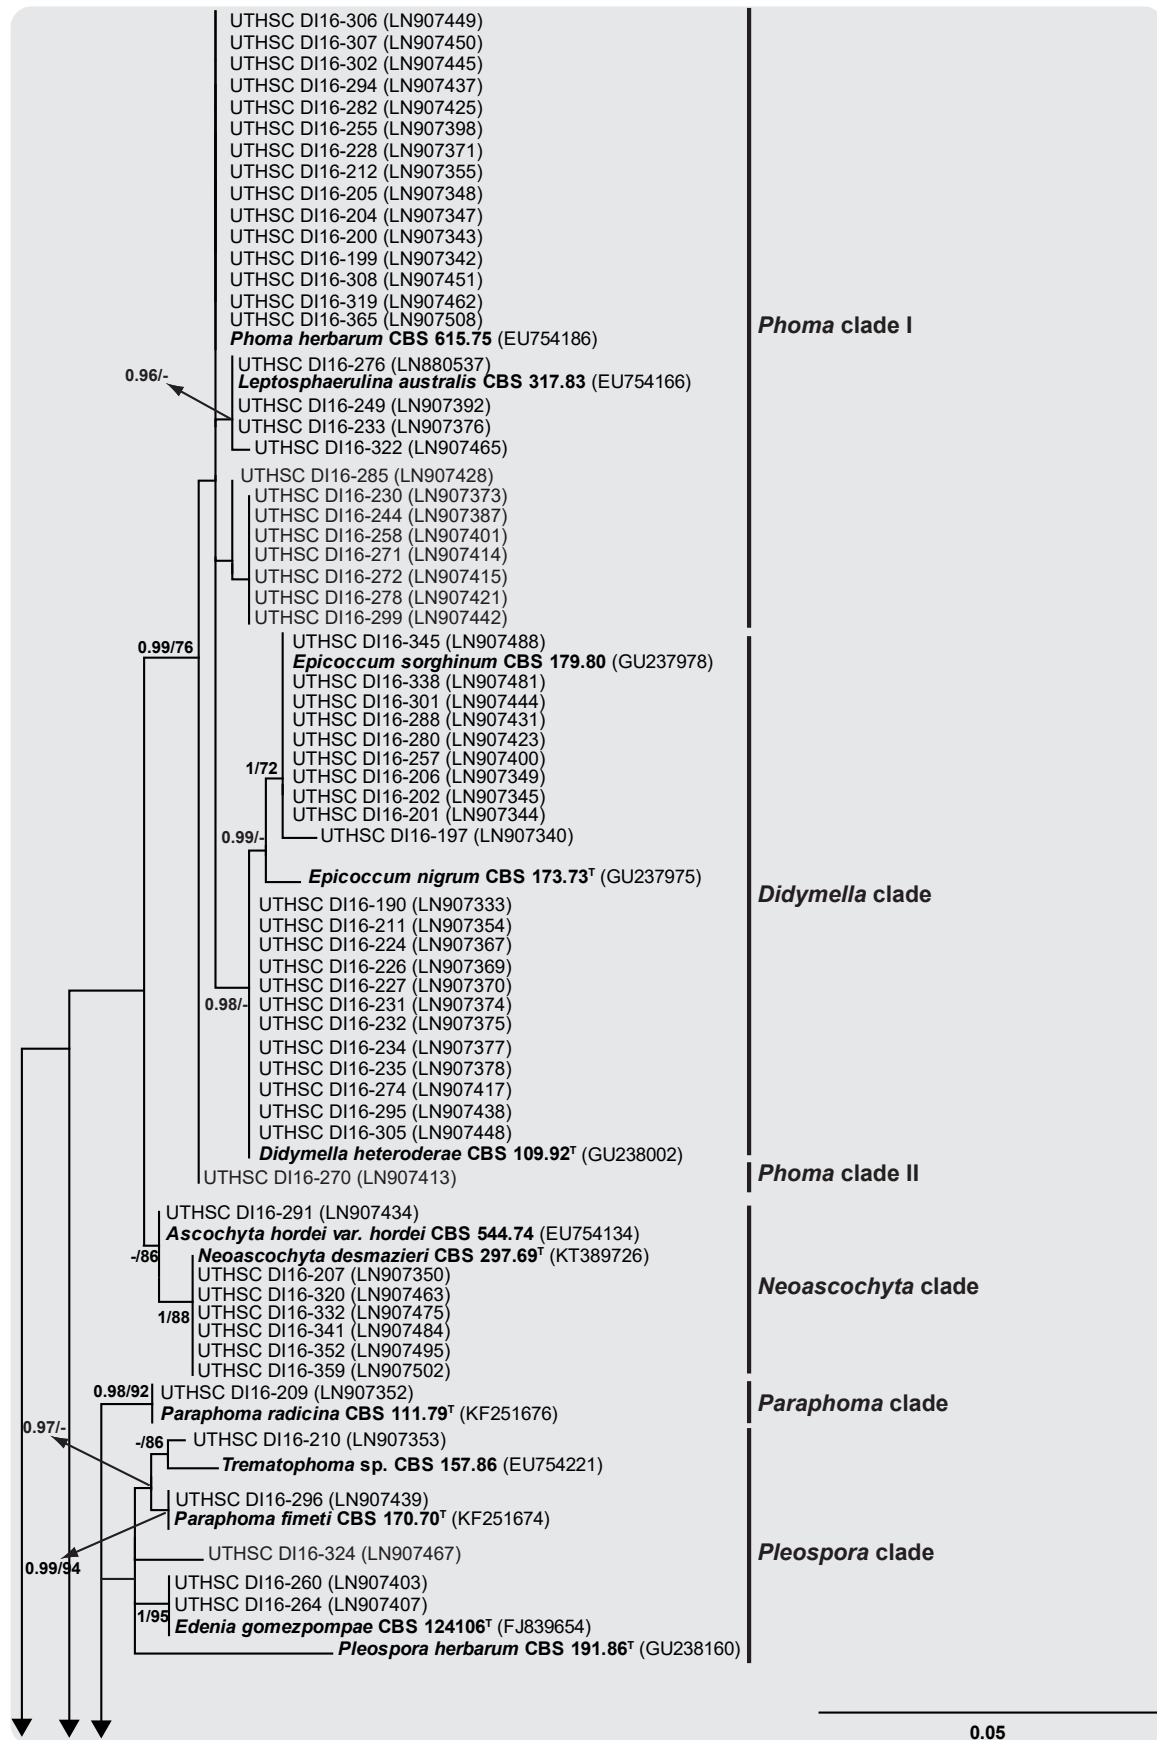 UTHSC DI16-306 (LN907449)
UTHSC DI16-307 (LN907450)
UTHSC DI16-302 (LN907445)
UTHSC DI16-294 (LN907437)
UTHSC DI16-282 (LN907425)
UTHSC DI16-255 (LN907398)
UTHSC DI16-228 (LN907371)
UTHSC DI16-212 (LN907355)
UTHSC DI16-205 (LN907348)
UTHSC DI16-204 (LN907347)
UTHSC DI16-200 (LN907343)
UTHSC DI16-199 (LN907342)
UTHSC DI16-308 (LN907451)
UTHSC DI16-319 (LN907462)
UTHSC DI16-365 (LN907508)
Phoma herbarum CBS 615.75 (EU754186)
Phoma clade I
UTHSC DI16-276 (LN880537)
0.96/-
Leptosphaerulina australis CBS 317.83 (EU754166)
UTHSC DI16-249 (LN907392)
UTHSC DI16-233 (LN907376)
UTHSC DI16-322 (LN907465)
UTHSC DI16-285 (LN907428)
UTHSC DI16-230 (LN907373)
UTHSC DI16-244 (LN907387)
UTHSC DI16-258 (LN907401)
UTHSC DI16-271 (LN907414)
UTHSC DI16-272 (LN907415)
UTHSC DI16-278 (LN907421)
UTHSC DI16-299 (LN907442)
0.99/76
UTHSC DI16-345 (LN907488)
Epicoccum sorghinum CBS 179.80 (GU237978)
UTHSC DI16-338 (LN907481)
UTHSC DI16-301 (LN907444)
UTHSC DI16-288 (LN907431)
UTHSC DI16-280 (LN907423)
UTHSC DI16-257 (LN907400)
1/72
UTHSC DI16-206 (LN907349)
UTHSC DI16-202 (LN907345)
UTHSC DI16-201 (LN907344)
UTHSC DI16-197 (LN907340)
0.99/-
Epicoccum nigrum CBS 173.73ᵀ (GU237975)
Didymella clade
UTHSC DI16-190 (LN907333)
UTHSC DI16-211 (LN907354)
UTHSC DI16-224 (LN907367)
UTHSC DI16-226 (LN907369)
UTHSC DI16-227 (LN907370)
0.98/-
UTHSC DI16-231 (LN907374)
UTHSC DI16-232 (LN907375)
UTHSC DI16-234 (LN907377)
UTHSC DI16-235 (LN907378)
UTHSC DI16-274 (LN907417)
UTHSC DI16-295 (LN907438)
UTHSC DI16-305 (LN907448)
Didymella heteroderae CBS 109.92ᵀ (GU238002)
UTHSC DI16-270 (LN907413)
Phoma clade II
UTHSC DI16-291 (LN907434)
Ascochyta hordei var. hordei CBS 544.74 (EU754134)
-/86
Neoascochyta desmazieri CBS 297.69ᵀ (KT389726)
UTHSC DI16-207 (LN907350)
Neoascochyta clade
UTHSC DI16-320 (LN907463)
1/88
UTHSC DI16-332 (LN907475)
UTHSC DI16-341 (LN907484)
UTHSC DI16-352 (LN907495)
UTHSC DI16-359 (LN907502)
0.98/92
UTHSC DI16-209 (LN907352)
Paraphoma clade
Paraphoma radicina CBS 111.79ᵀ (KF251676)
0.97/-
-/86
UTHSC DI16-210 (LN907353)
Trematophoma sp. CBS 157.86 (EU754221)
UTHSC DI16-296 (LN907439)
Paraphoma fimeti CBS 170.70ᵀ (KF251674)
UTHSC DI16-324 (LN907467)
Pleospora clade
0.99/94
UTHSC DI16-260 (LN907403)
UTHSC DI16-264 (LN907407)
1/95
Edenia gomezpompae CBS 124106ᵀ (FJ839654)
Pleospora herbarum CBS 191.86ᵀ (GU238160)
0.05